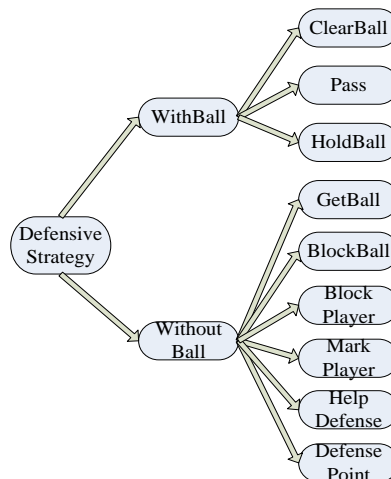 ClearBall
Pass
WithBall
HoldBall
GetBall
Defensive
Strategy
BlockBall
Block
Player
Without
Ball
Mark
Player
Help
Defense
Defense
Point